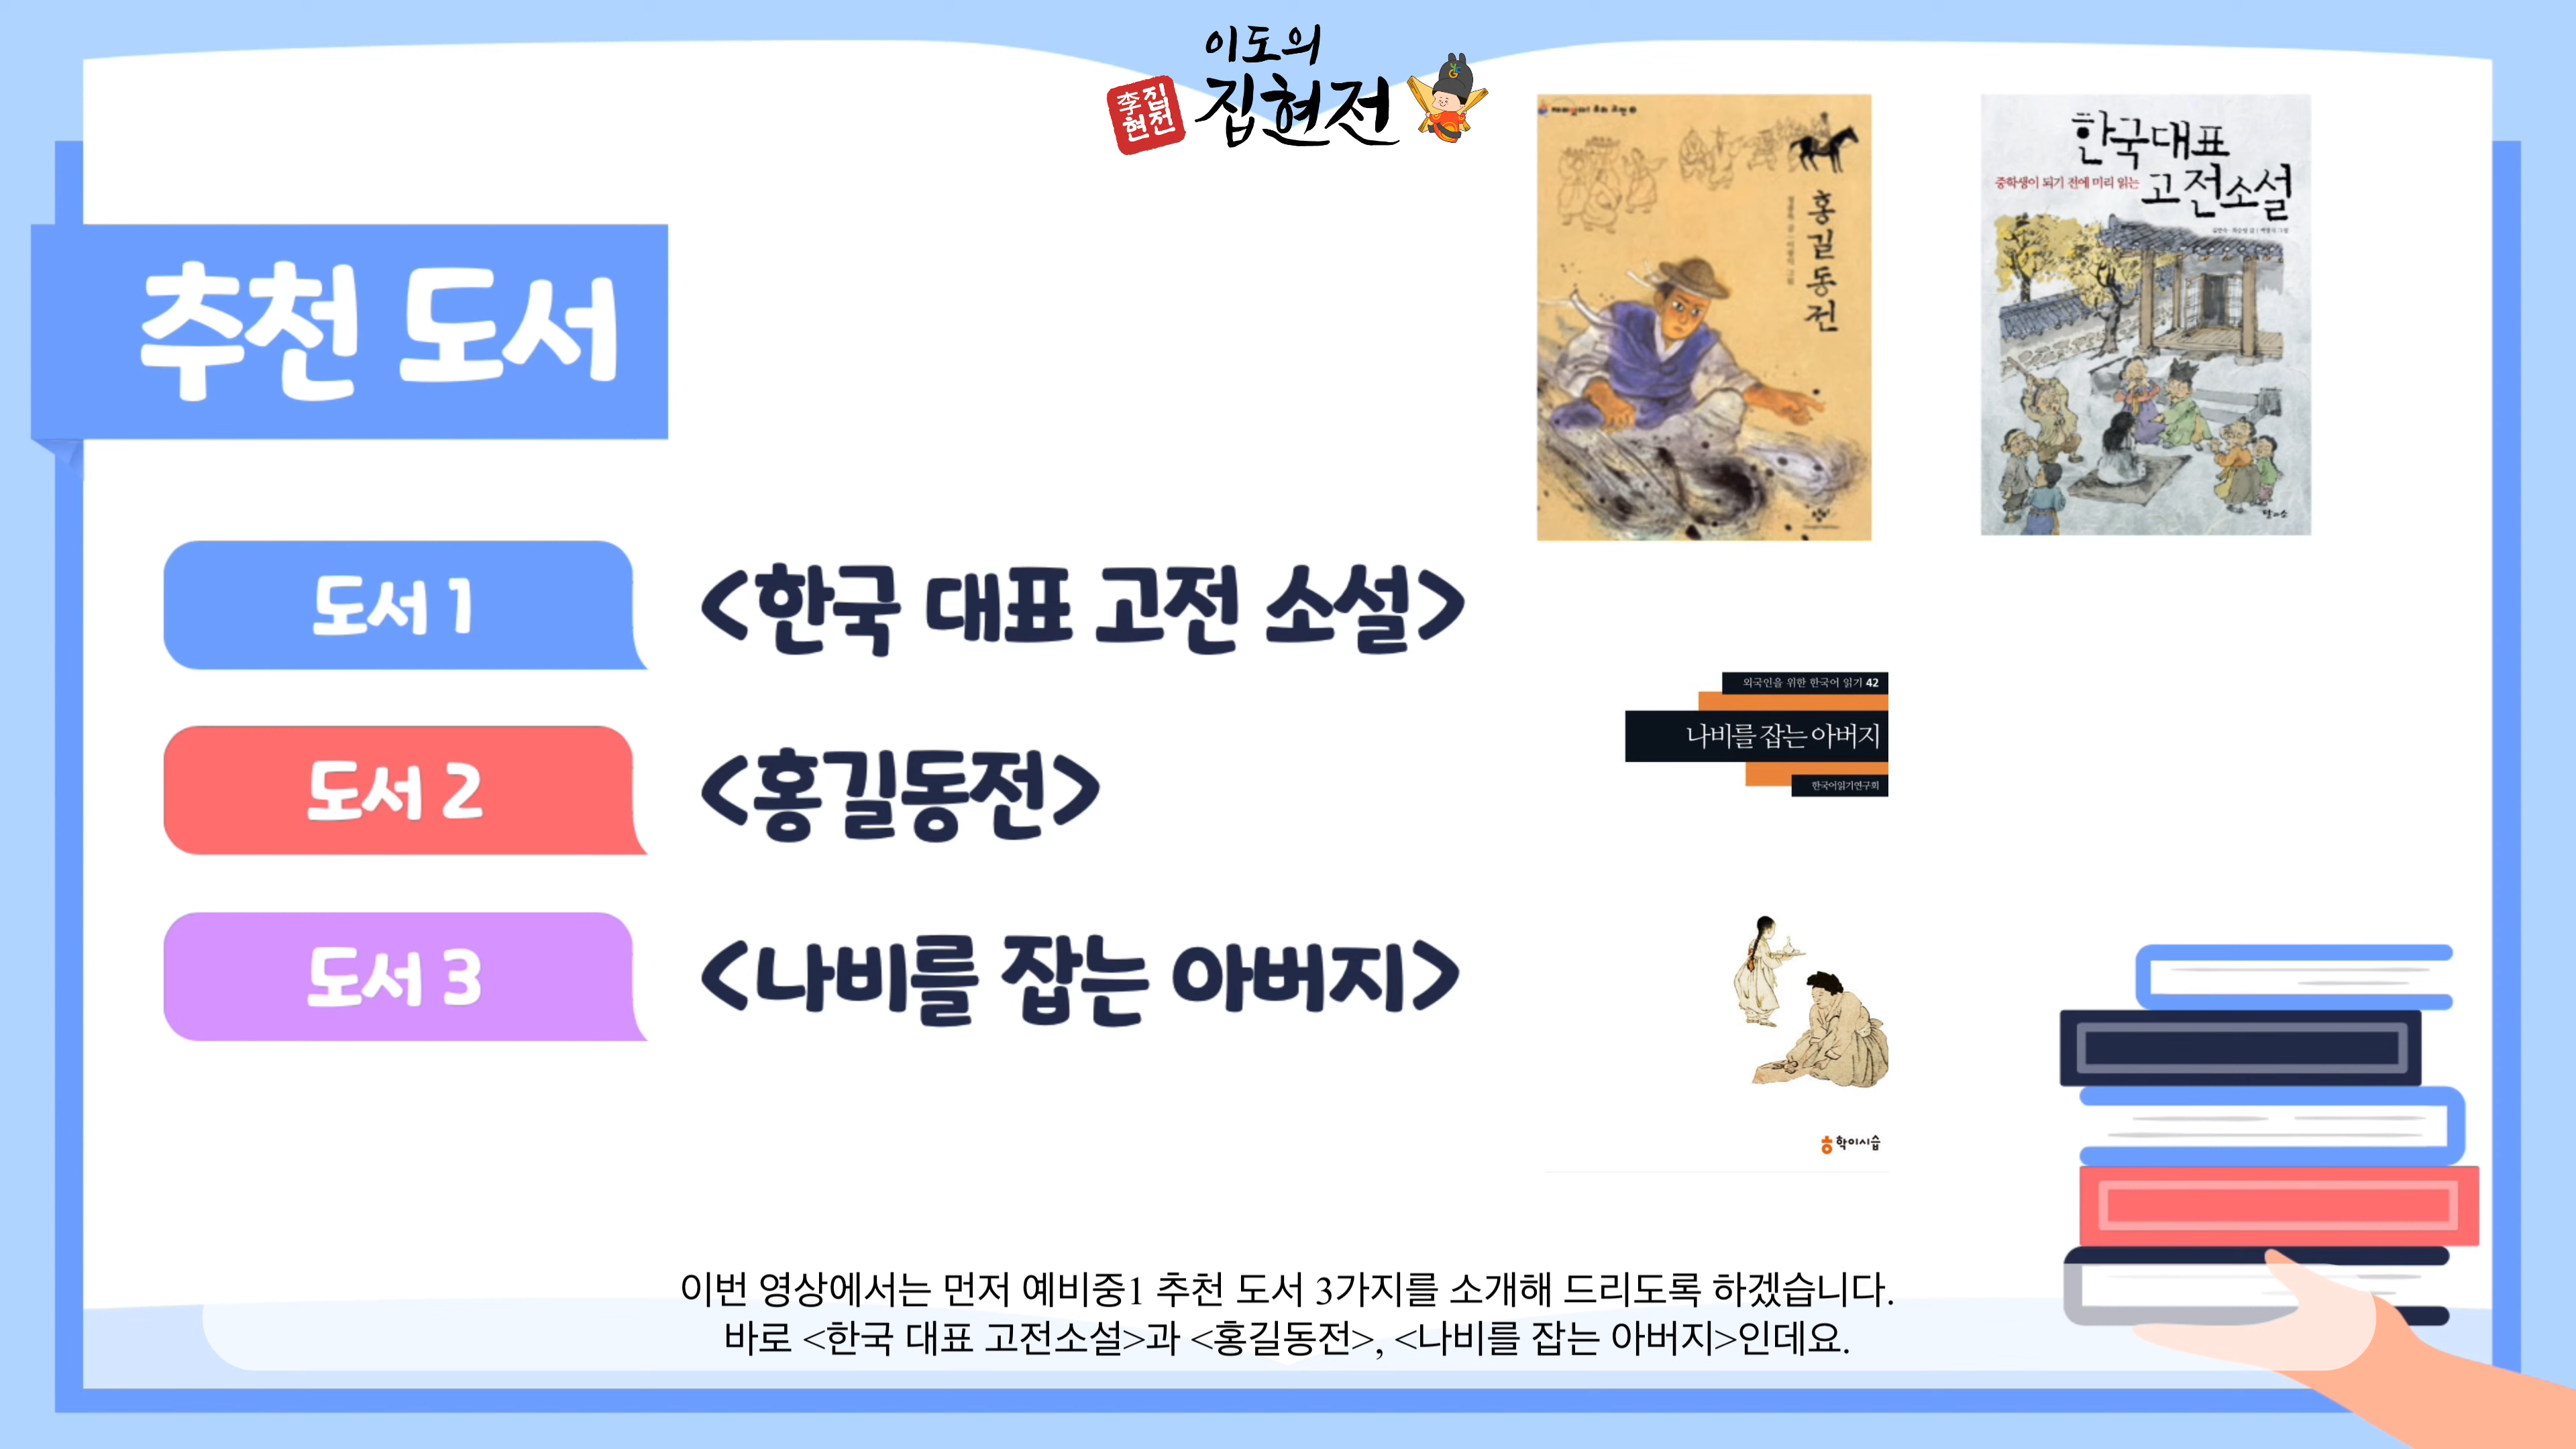 이도의
집현전
李집
현전
추천 도서
도서 1
<한국 대표 고전 소설>
도서 2
<홍길동전>
도서 3
<나비를 잡는 아버지>
홍길동전
한국대표
중학생이 되기 전에 미리 읽는
고전소설
외국인을 위한 한국어 읽기 42
나비를 잡는 아버지
한국어읽기연구회
학이시습
이번 영상에서는 먼저 예비중1 추천 도서 3가지를 소개해 드리도록 하겠습니다.
바로 <한국 대표 고전소설>과 <홍길동전>, <나비를 잡는 아버지>인데요.